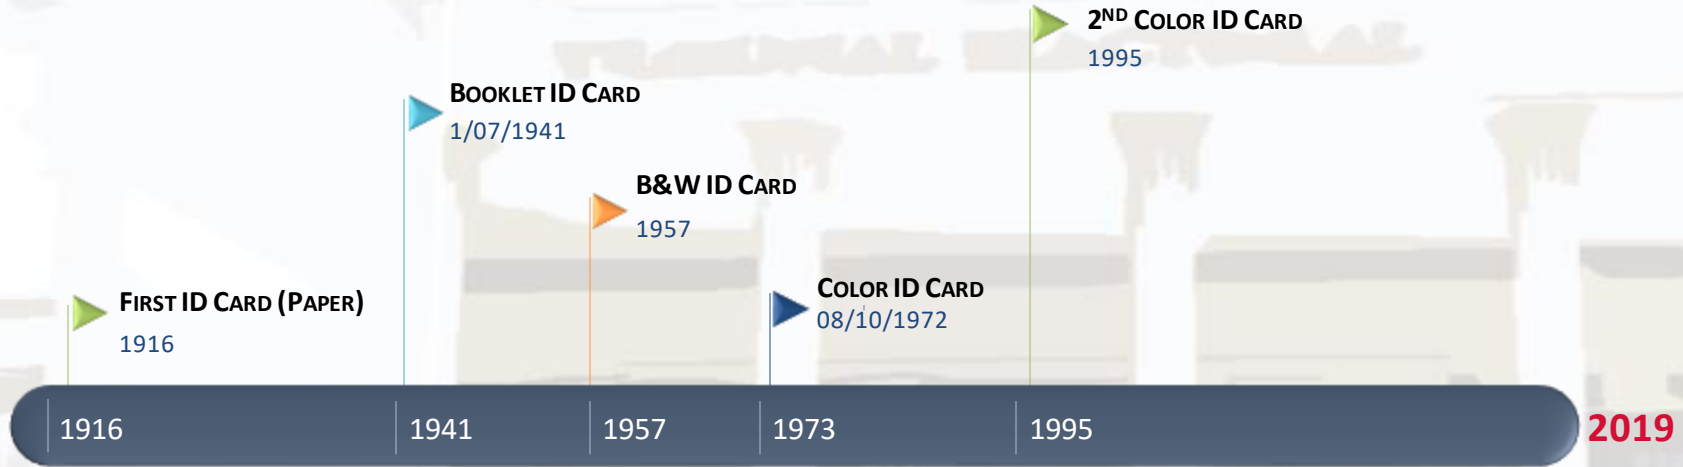 2ND COLOR ID CARD
1995
BOOKLET ID CARD
1/07/1941
B&W ID CARD
1957
COLOR ID CARD
08/10/1972
FIRST ID CARD (PAPER)
1916
1916
1941
1957
1973
1995
2019